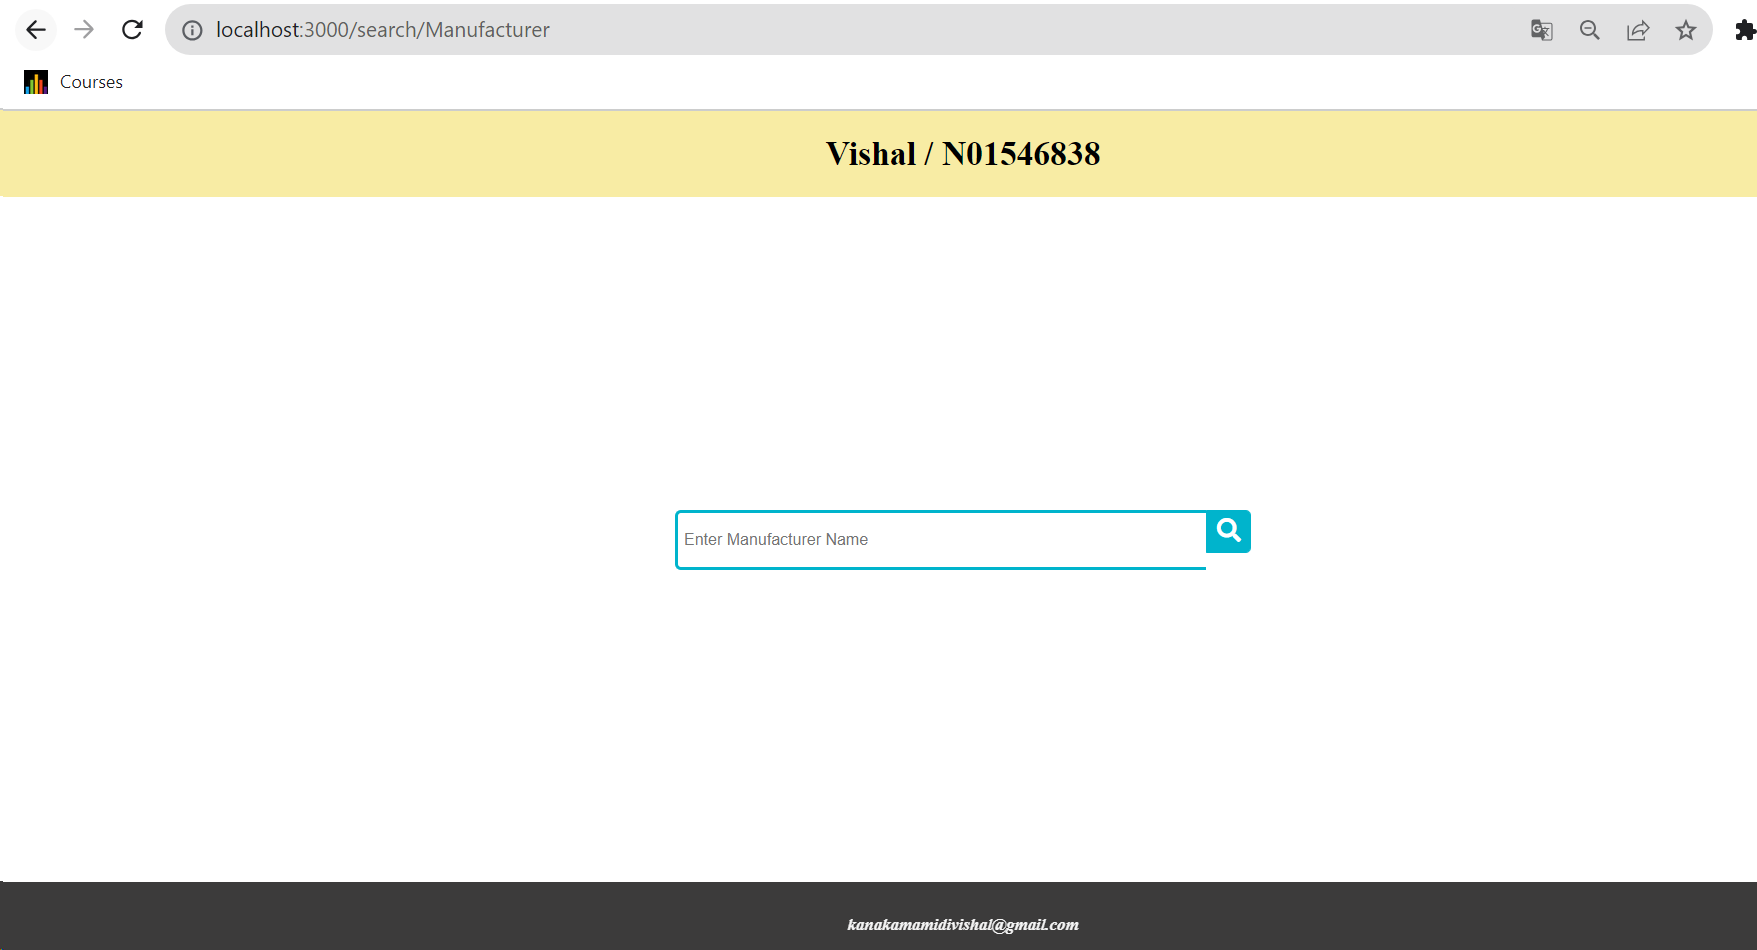 localhost:3000/search/Manufacturer
Courses
Vishal / N01546838
Enter Manufacturer Name
kanakamamidivishal@gmail.com